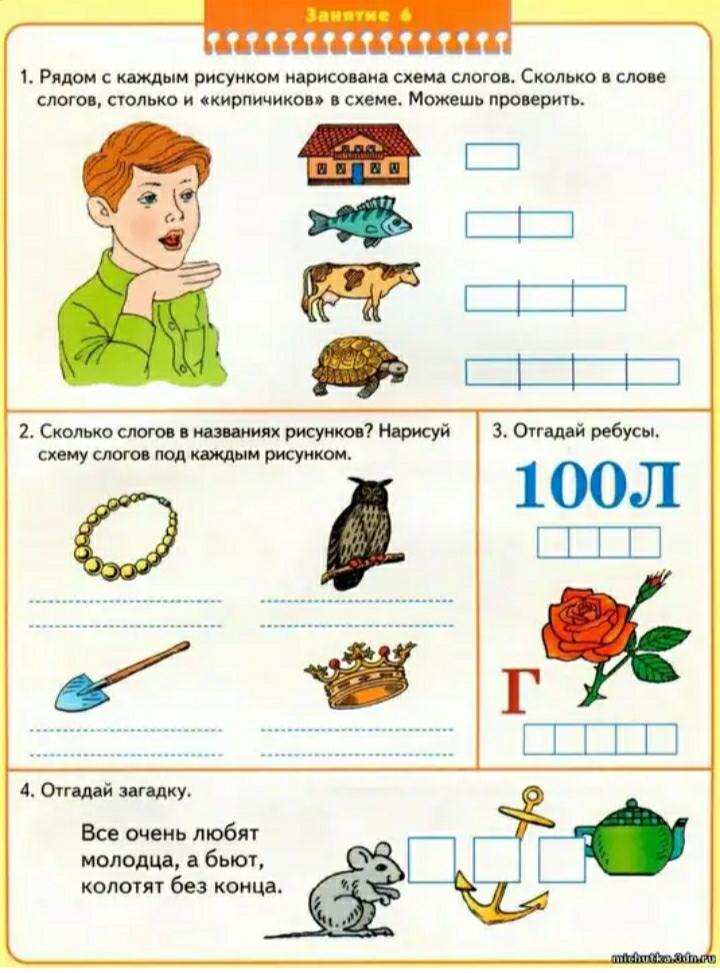 Занятие 6
1. Рядом с каждым рисунком нарисована схема слогов. Сколько в слове
слогов, столько и «кирпичиков» в схеме. Можешь проверить.
2. Сколько слогов в названиях рисунков? Нарисуй
схему слогов под каждым рисунком.
3. Отгадай ребусы.
100Л
Г
4. Отгадай загадку.
Все очень любят
молодца, а бьют,
колотят без конца.
michutka.3dn.ru